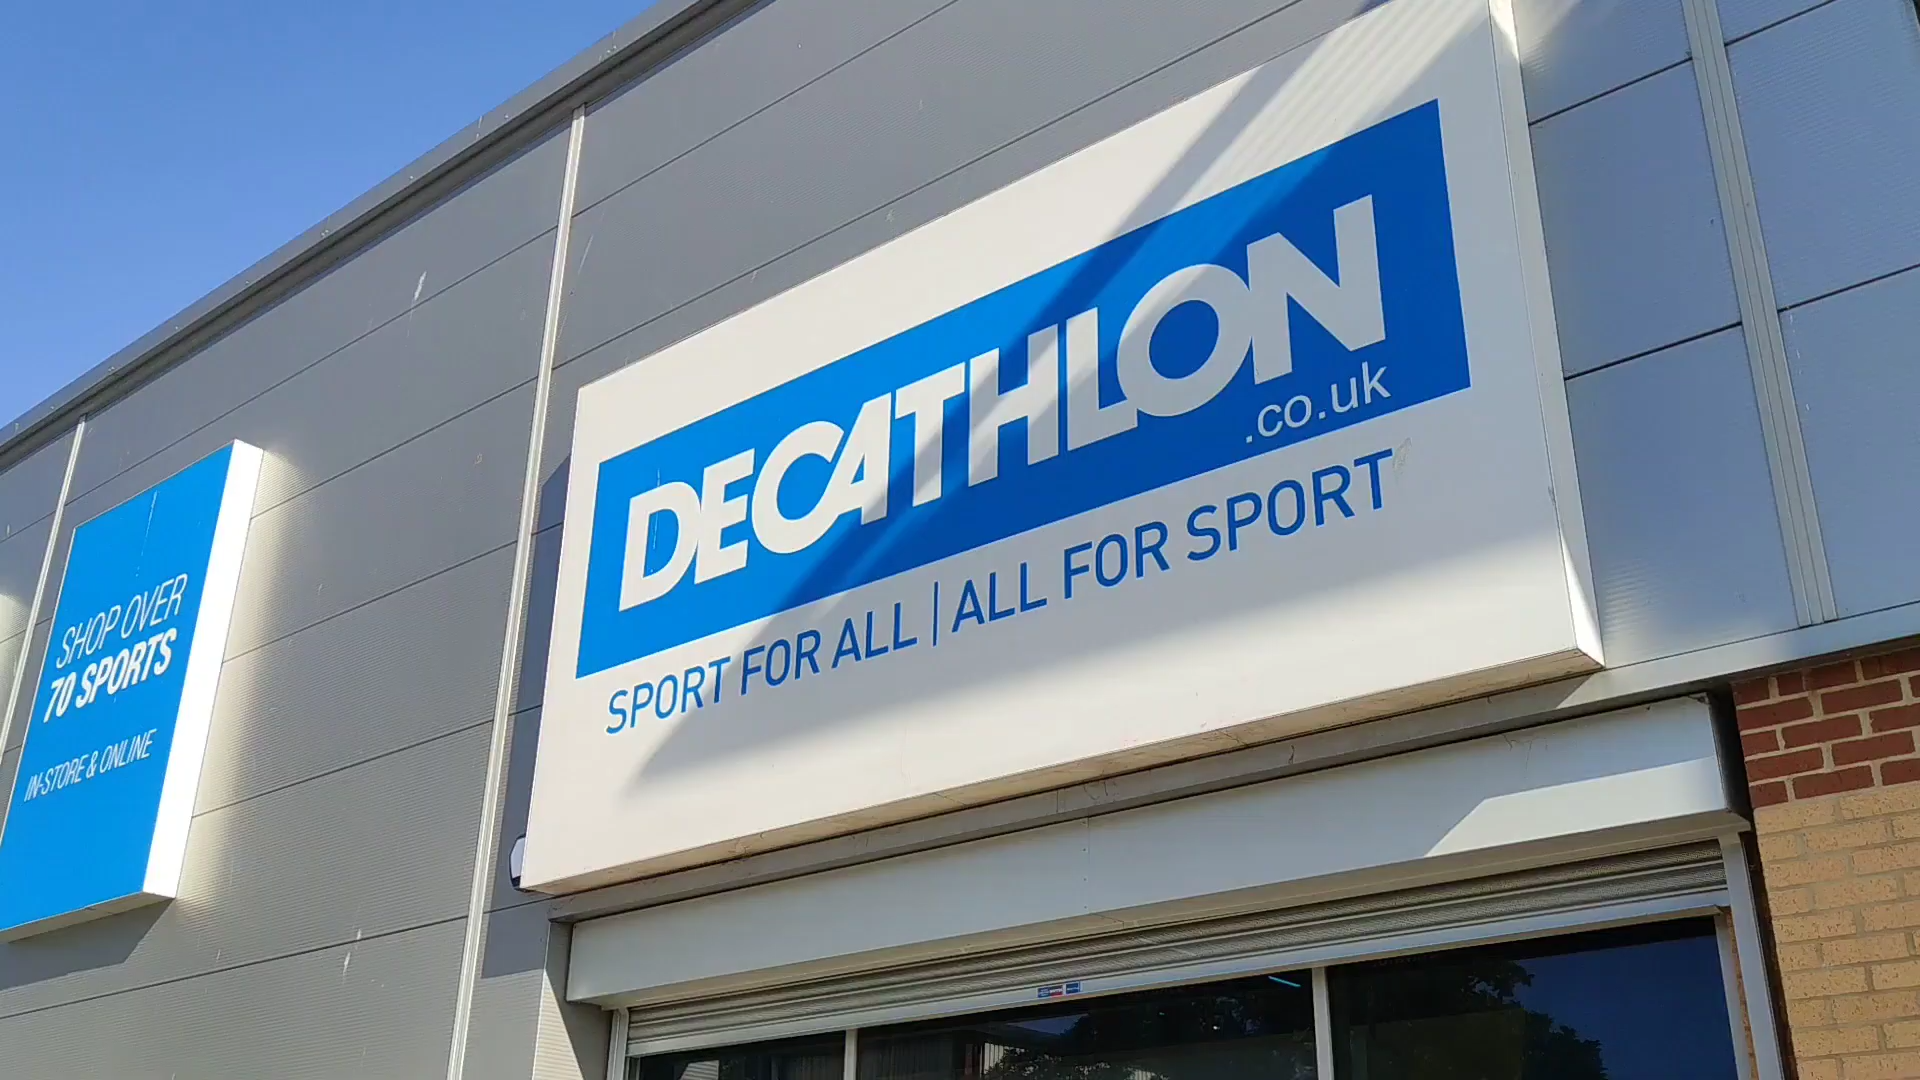 SHOP OVER
70 SPORTS
IN-STORE & ONLINE
DECATHLON
.co.uk
SPORT FOR ALL | ALL FOR SPORT